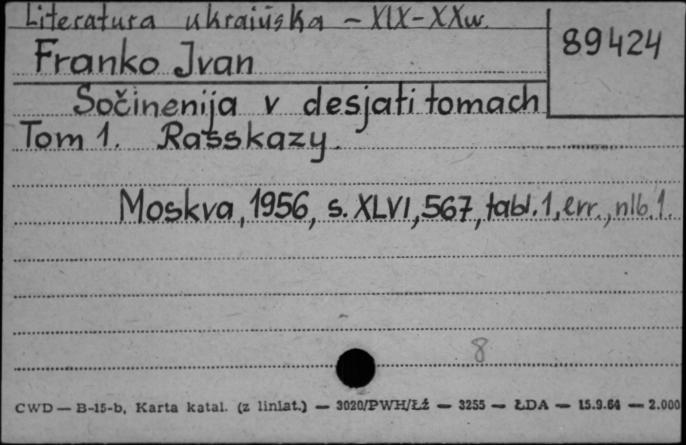 Literatura ukraińska - XIX-XXw.
89424
Franko Jvan
Sočinenija v desjati tomach
Tom 1. Rasskazy.
Moskva, 1956, s. XLVI, 567, tabl. 1, err., nlb. 1.
8
CWD — B-15-b, Karta katal. (z liniat.) — 3020/PWH/Łź — 3255 — ŁDA — 15.9.64 — 2.000